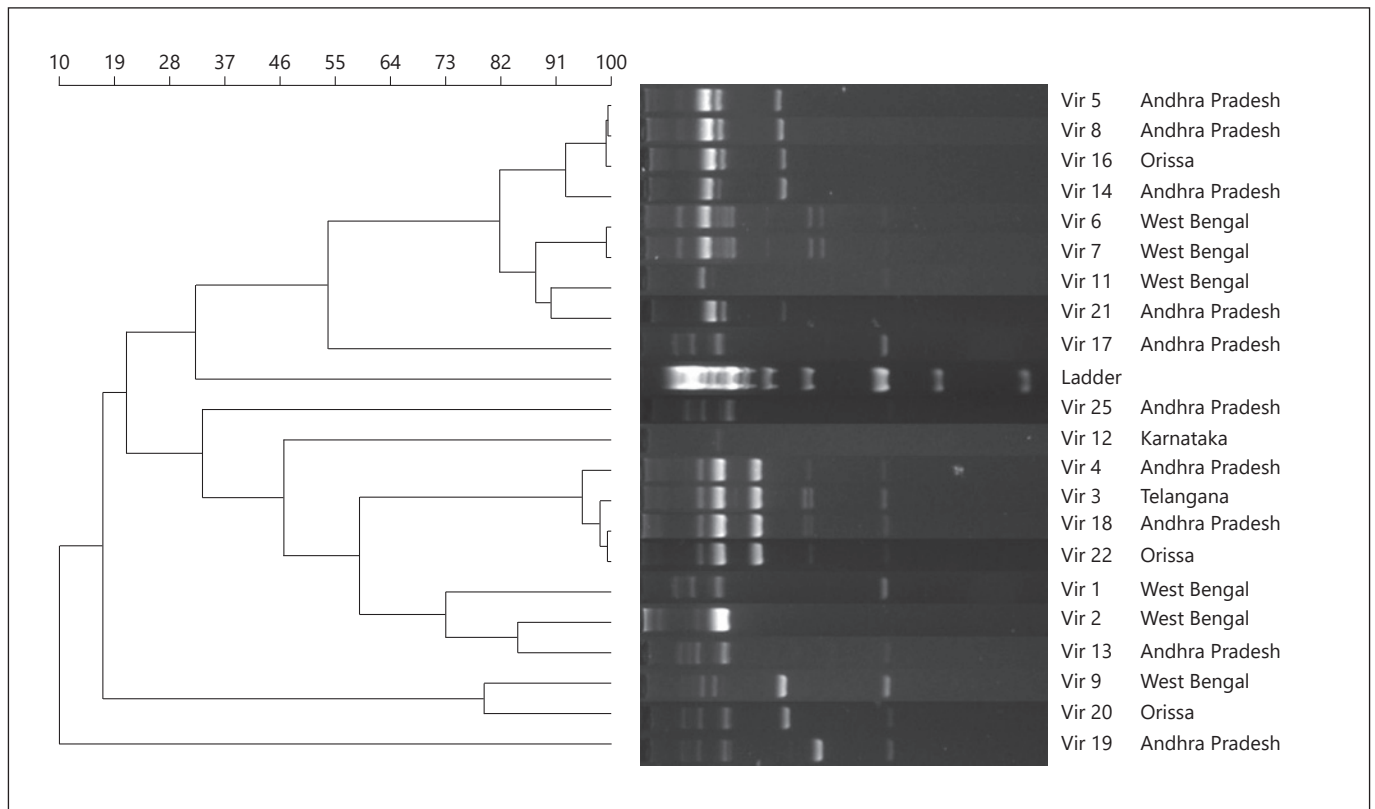 10 19 28 37 46 55 64 73 82 91 100
Vir 5 Andhra Pradesh
Vir 8 Andhra Pradesh
Vir 16 Orissa
Vir 14 Andhra Pradesh
Vir 6 West Bengal
Vir 7 West Bengal
Vir 11 West Bengal
Vir 21 Andhra Pradesh
Vir 17 Andhra Pradesh
Ladder
Vir 25 Andhra Pradesh
Vir 12 Karnataka
Vir 4 Andhra Pradesh
Vir 3 Telangana
Vir 18 Andhra Pradesh
Vir 22 Orissa
Vir 1 West Bengal
Vir 2 West Bengal
Vir 13 Andhra Pradesh
Vir 9 West Bengal
Vir 20 Orissa
Vir 19 Andhra Pradesh